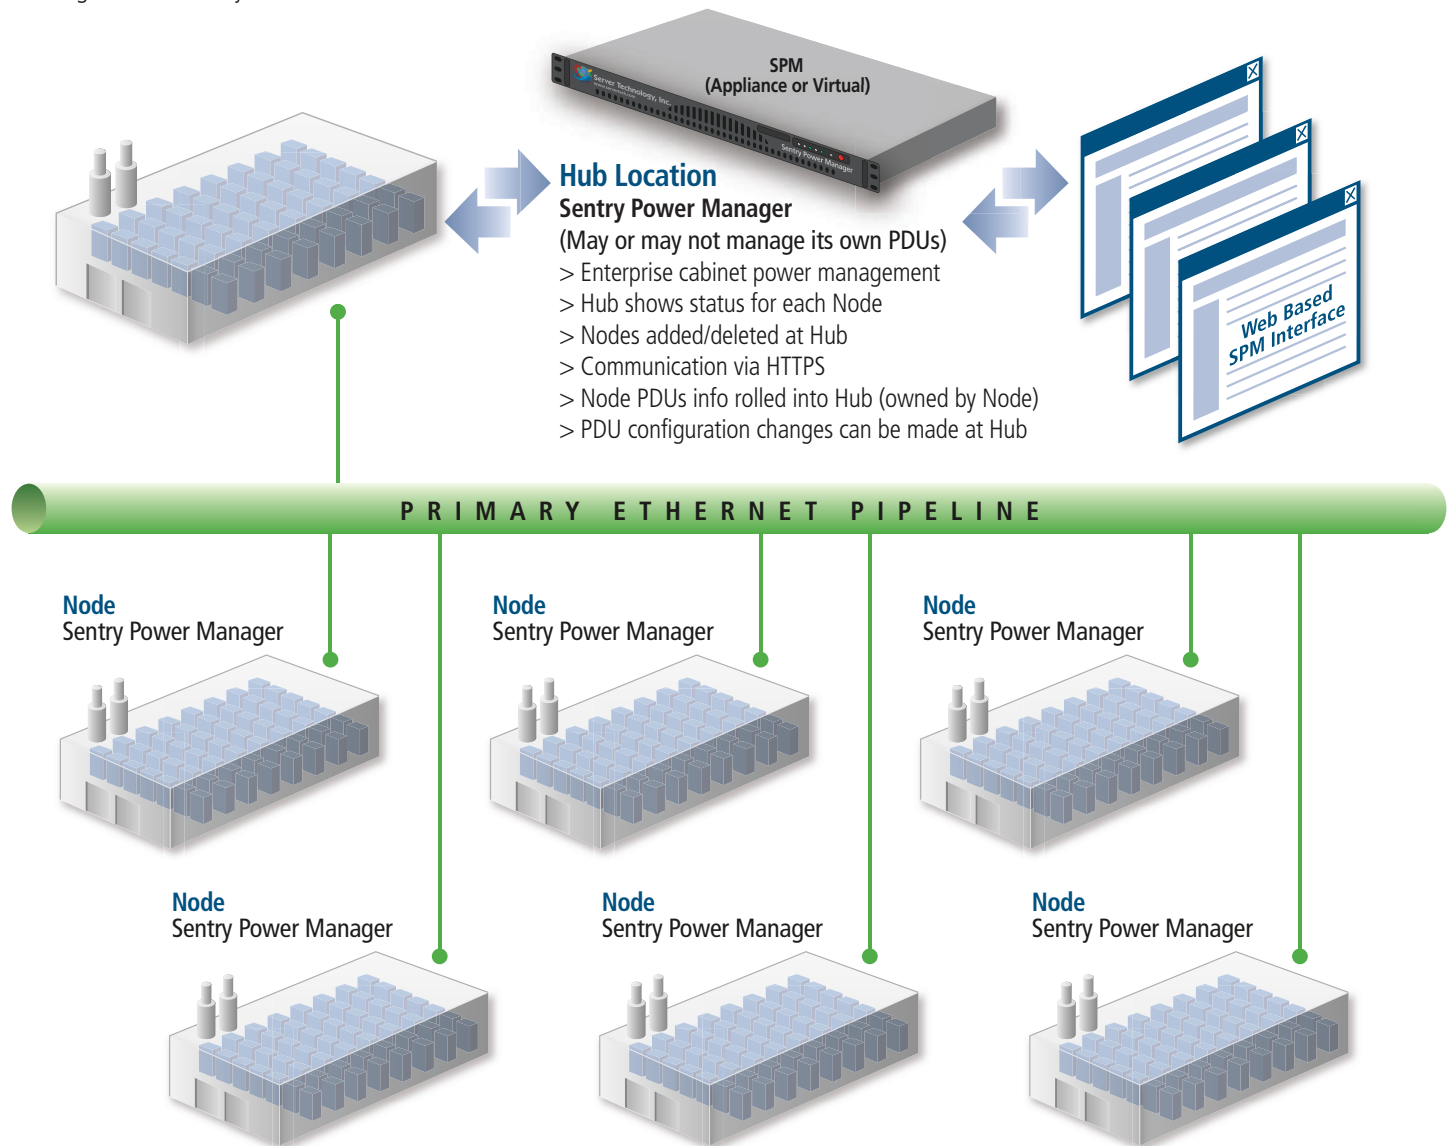 SPM
(Appliance or Virtual)
Server Technology, Inc.
Sentry Power Manager
Hub Location
Sentry Power Manager
(May or may not manage its own PDUs)
> Enterprise cabinet power management
> Hub shows status for each Node
> Nodes added/deleted at Hub
> Communication via HTTPS
> Node PDUs info rolled into Hub (owned by Node)
> PDU configuration changes can be made at Hub
Web Based
SPM Interface
PRIMARY ETHERNET PIPELINE
Node
Sentry Power Manager
Node
Sentry Power Manager
Node
Sentry Power Manager
Node
Sentry Power Manager
Node
Sentry Power Manager
Node
Sentry Power Manager